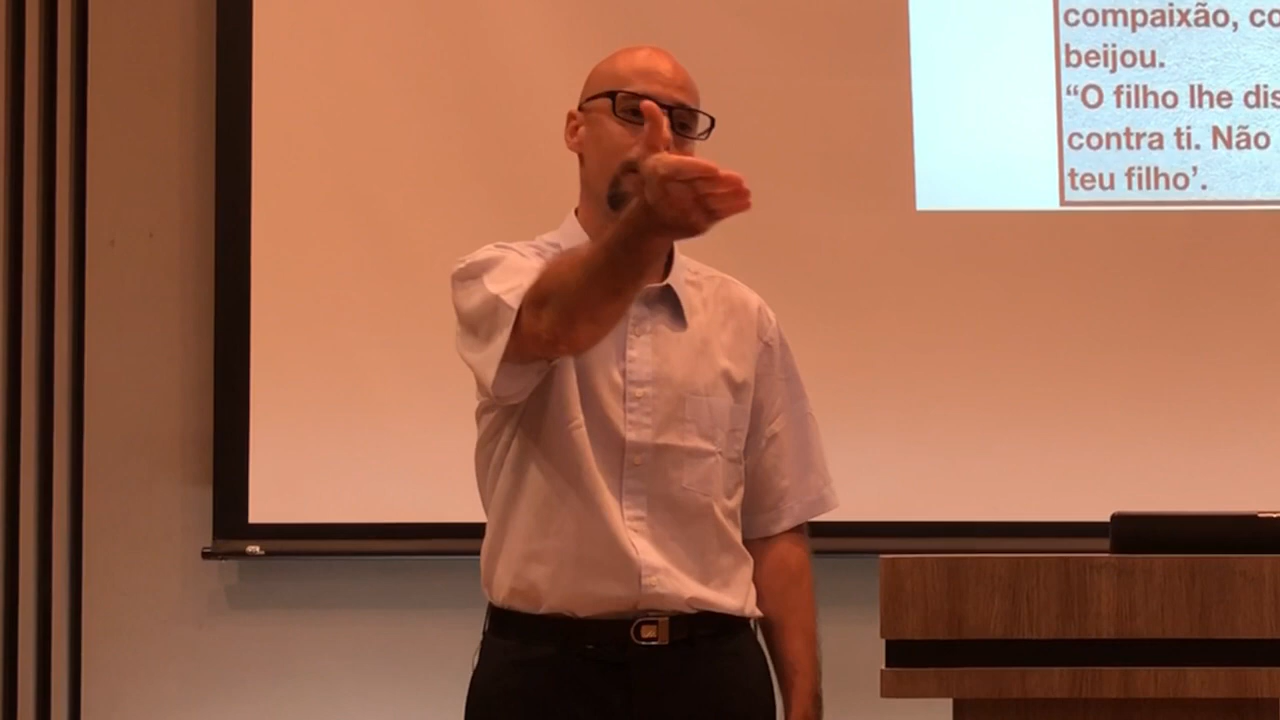 compaixão, co
beijou.
“O filho lhe dis
contra ti. Não
teu filho’.